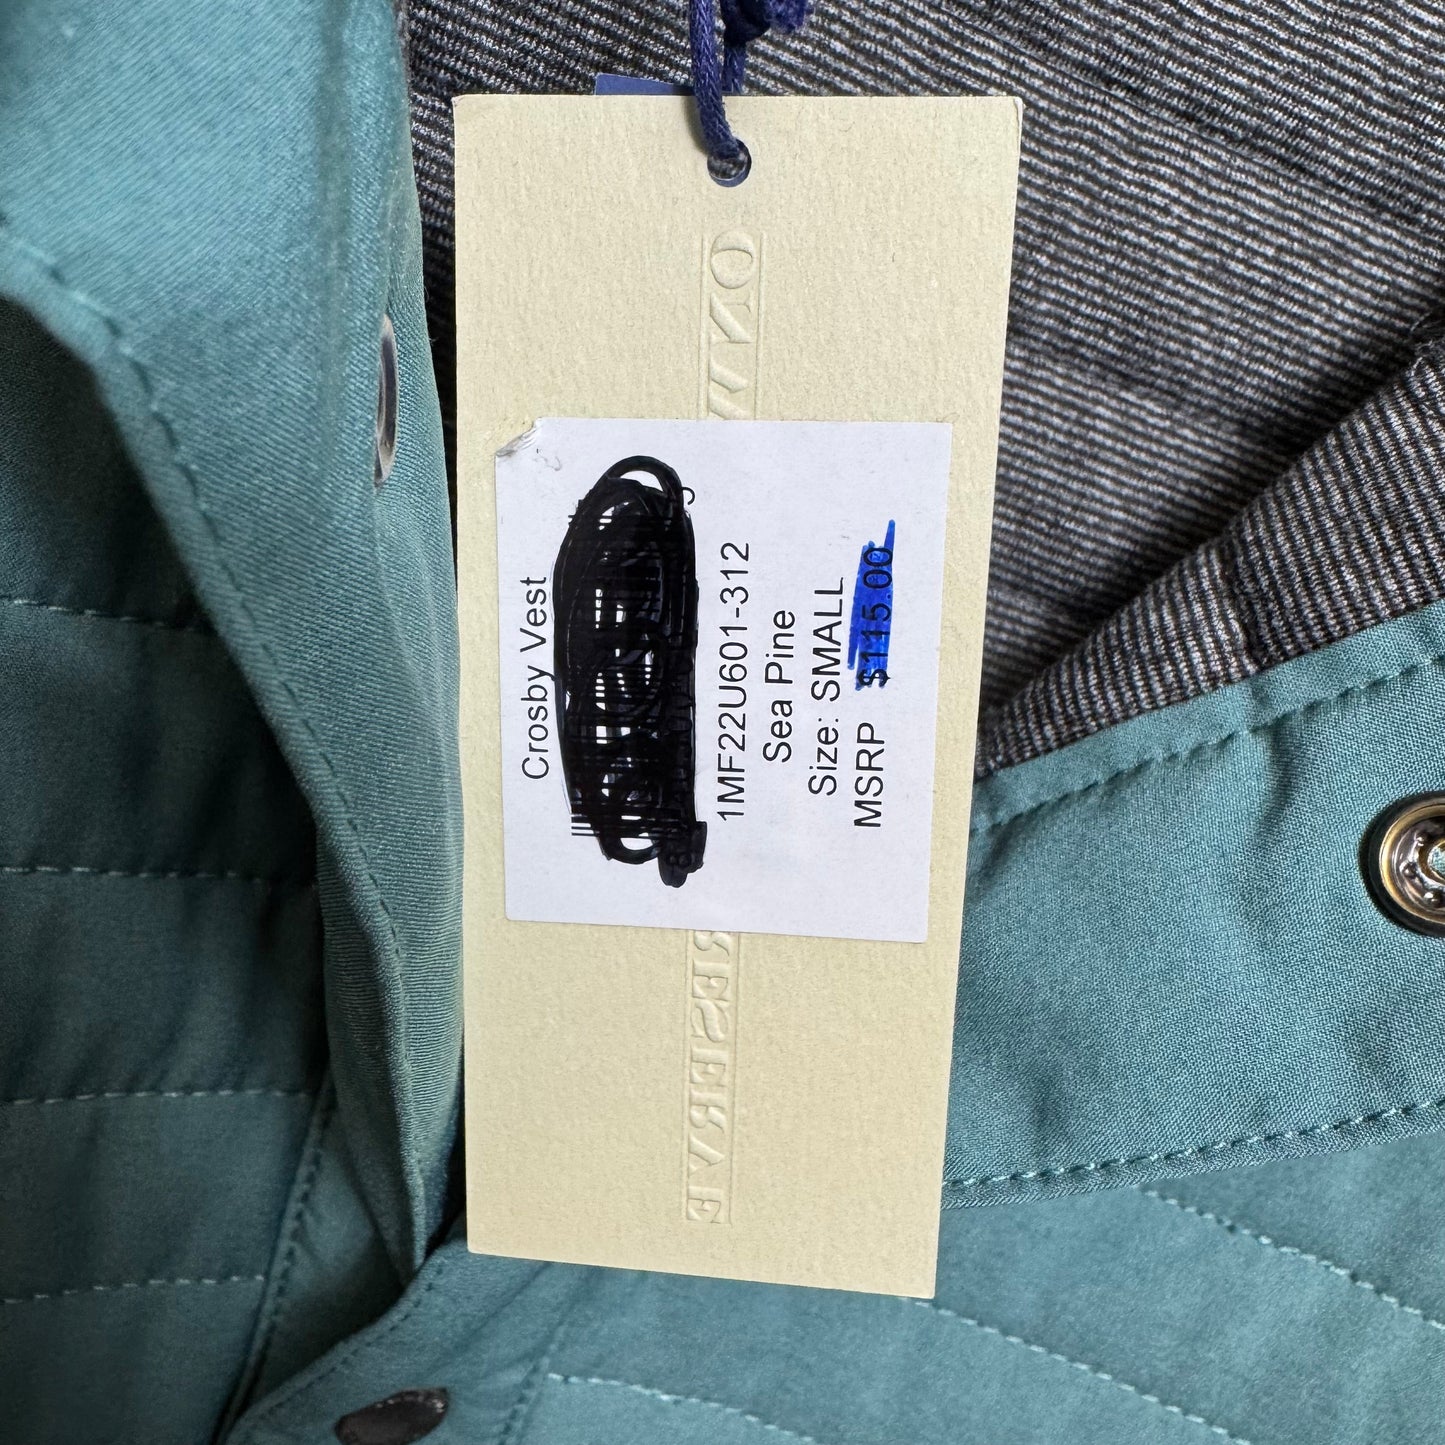 Crosby Vest
1MF22U601-312
Sea Pine
Size: SMALL
MSRP $115.00